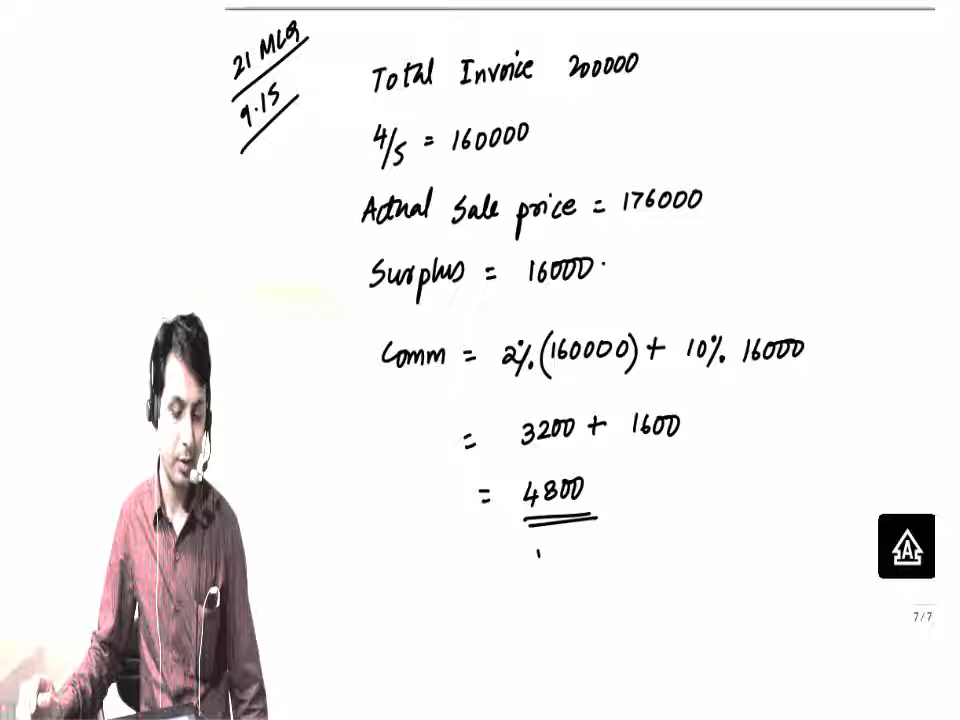 21 MCQ
9.15
Total Invoice 200000
4/5 = 160000
Actual Sale price = 176000
Surplus = 16000.
Comm = 2%(160000) + 10% 16000
= 3200 + 1600
= 4800
A
7/7